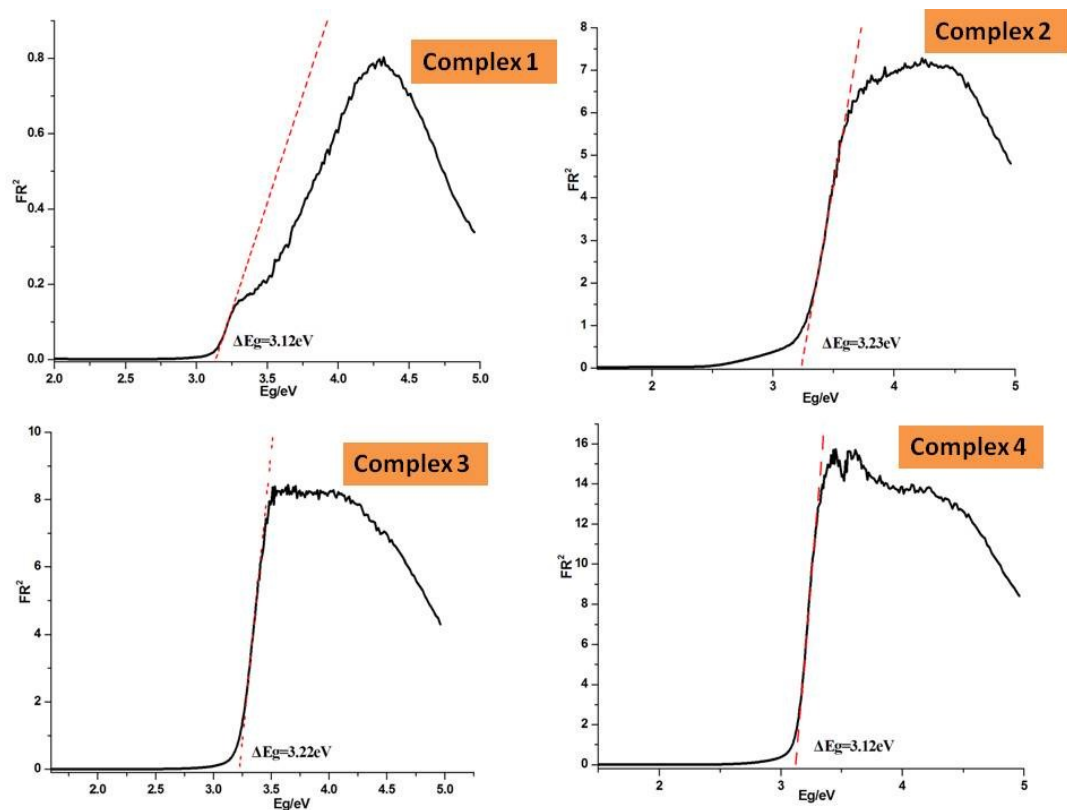 Complex 1
FR²
0.8
0.6
0.4
0.2
0.0
ΔEg=3.12eV
2.0 2.5 3.0 3.5 4.0 4.5 5.0
Eg/eV
Complex 2
FR²
8
7
6
5
4
3
2
1
0
ΔEg=3.23eV
2 3 4 5
Eg/eV
Complex 3
FR²
10
8
6
4
2
0
ΔEg=3.22eV
2.0 2.5 3.0 3.5 4.0 4.5 5.0
Eg/eV
Complex 4
FR²
16
14
12
10
8
6
4
2
0
ΔEg=3.12eV
2 3 4 5
Eg/eV